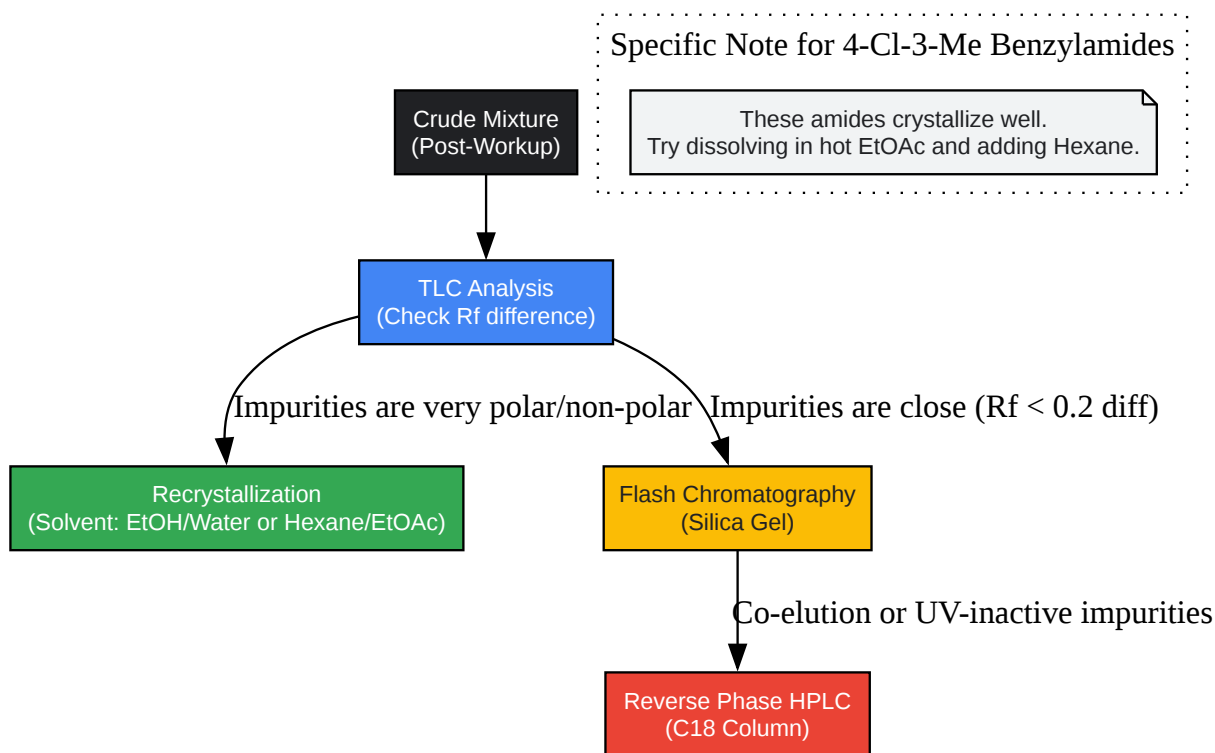 Specific Note for 4-Cl-3-Me Benzylamides
Crude Mixture
(Post-Workup)
These amides crystallize well.
Try dissolving in hot EtOAc and adding Hexane.
TLC Analysis
(Check Rf difference)
Impurities are very polar/non-polar
Impurities are close (Rf < 0.2 diff)
Recrystallization
(Solvent: EtOH/Water or Hexane/EtOAc)
Flash Chromatography
(Silica Gel)
Co-elution or UV-inactive impurities
Reverse Phase HPLC
(C18 Column)